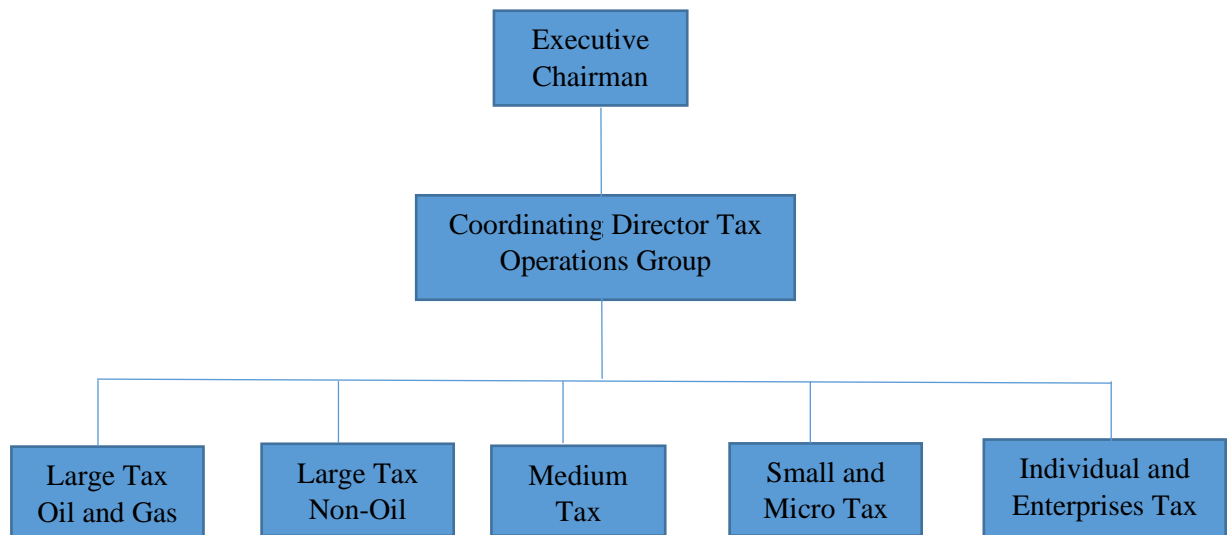 Executive
Chairman
Coordinating Director Tax
Operations Group
Large Tax
Oil and Gas
Large Tax
Non-Oil
Medium
Tax
Small and
Micro Tax
Individual and
Enterprises Tax